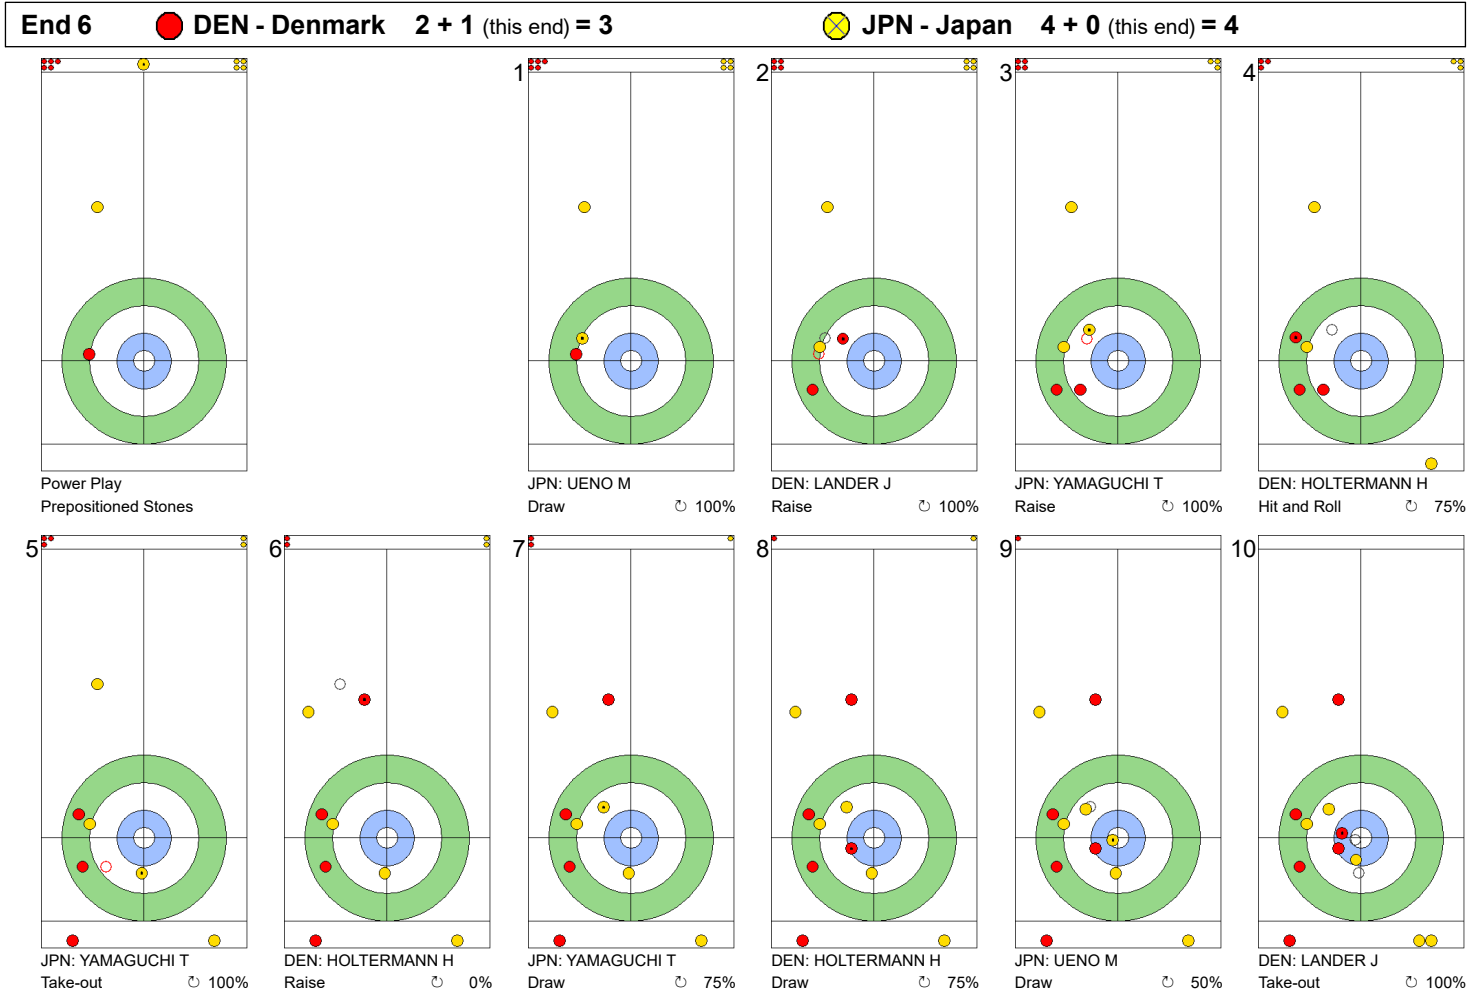 End 6 DEN - Denmark 2 + 1 (this end) = 3 JPN - Japan 4 + 0 (this end) = 4
Power Play
Prepositioned Stones
1
JPN: UENO M
Draw ↻ 100%
2
DEN: LANDER J
Raise ↻ 100%
3
JPN: YAMAGUCHI T
Raise ↻ 100%
4
DEN: HOLTERMANN H
Hit and Roll ↻ 75%
5
JPN: YAMAGUCHI T
Take-out ↻ 100%
6
DEN: HOLTERMANN H
Raise ↻ 0%
7
JPN: YAMAGUCHI T
Draw ↻ 75%
8
DEN: HOLTERMANN H
Draw ↻ 75%
9
JPN: UENO M
Draw ↻ 50%
10
DEN: LANDER J
Take-out ↻ 100%